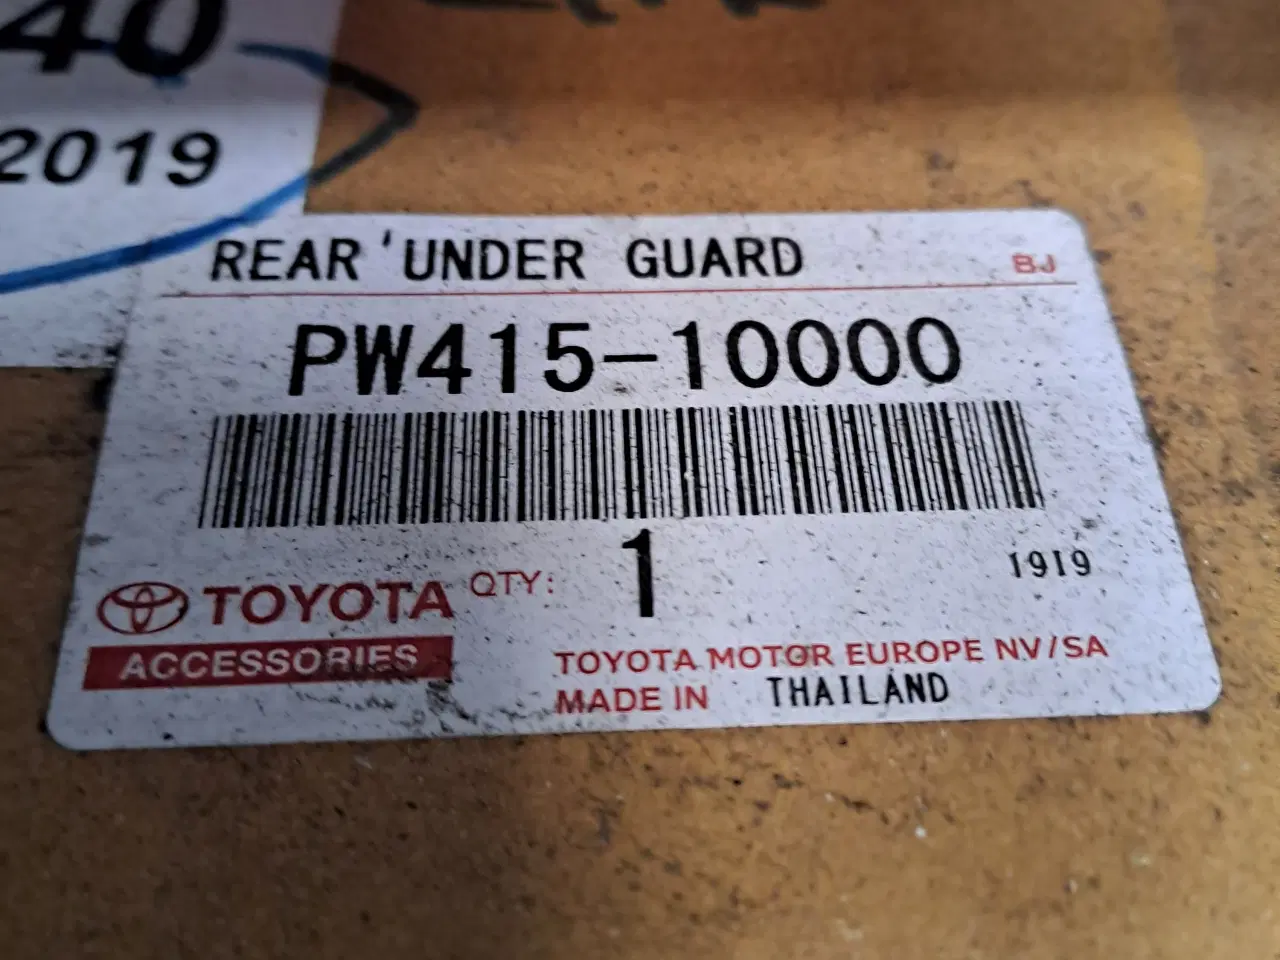 40
2019
REAR UNDER GUARD
BJ
PW415-10000
1
1919
TOYOTA QTY:
ACCESSORIES
TOYOTA MOTOR EUROPE NV/SA
MADE IN THAILAND